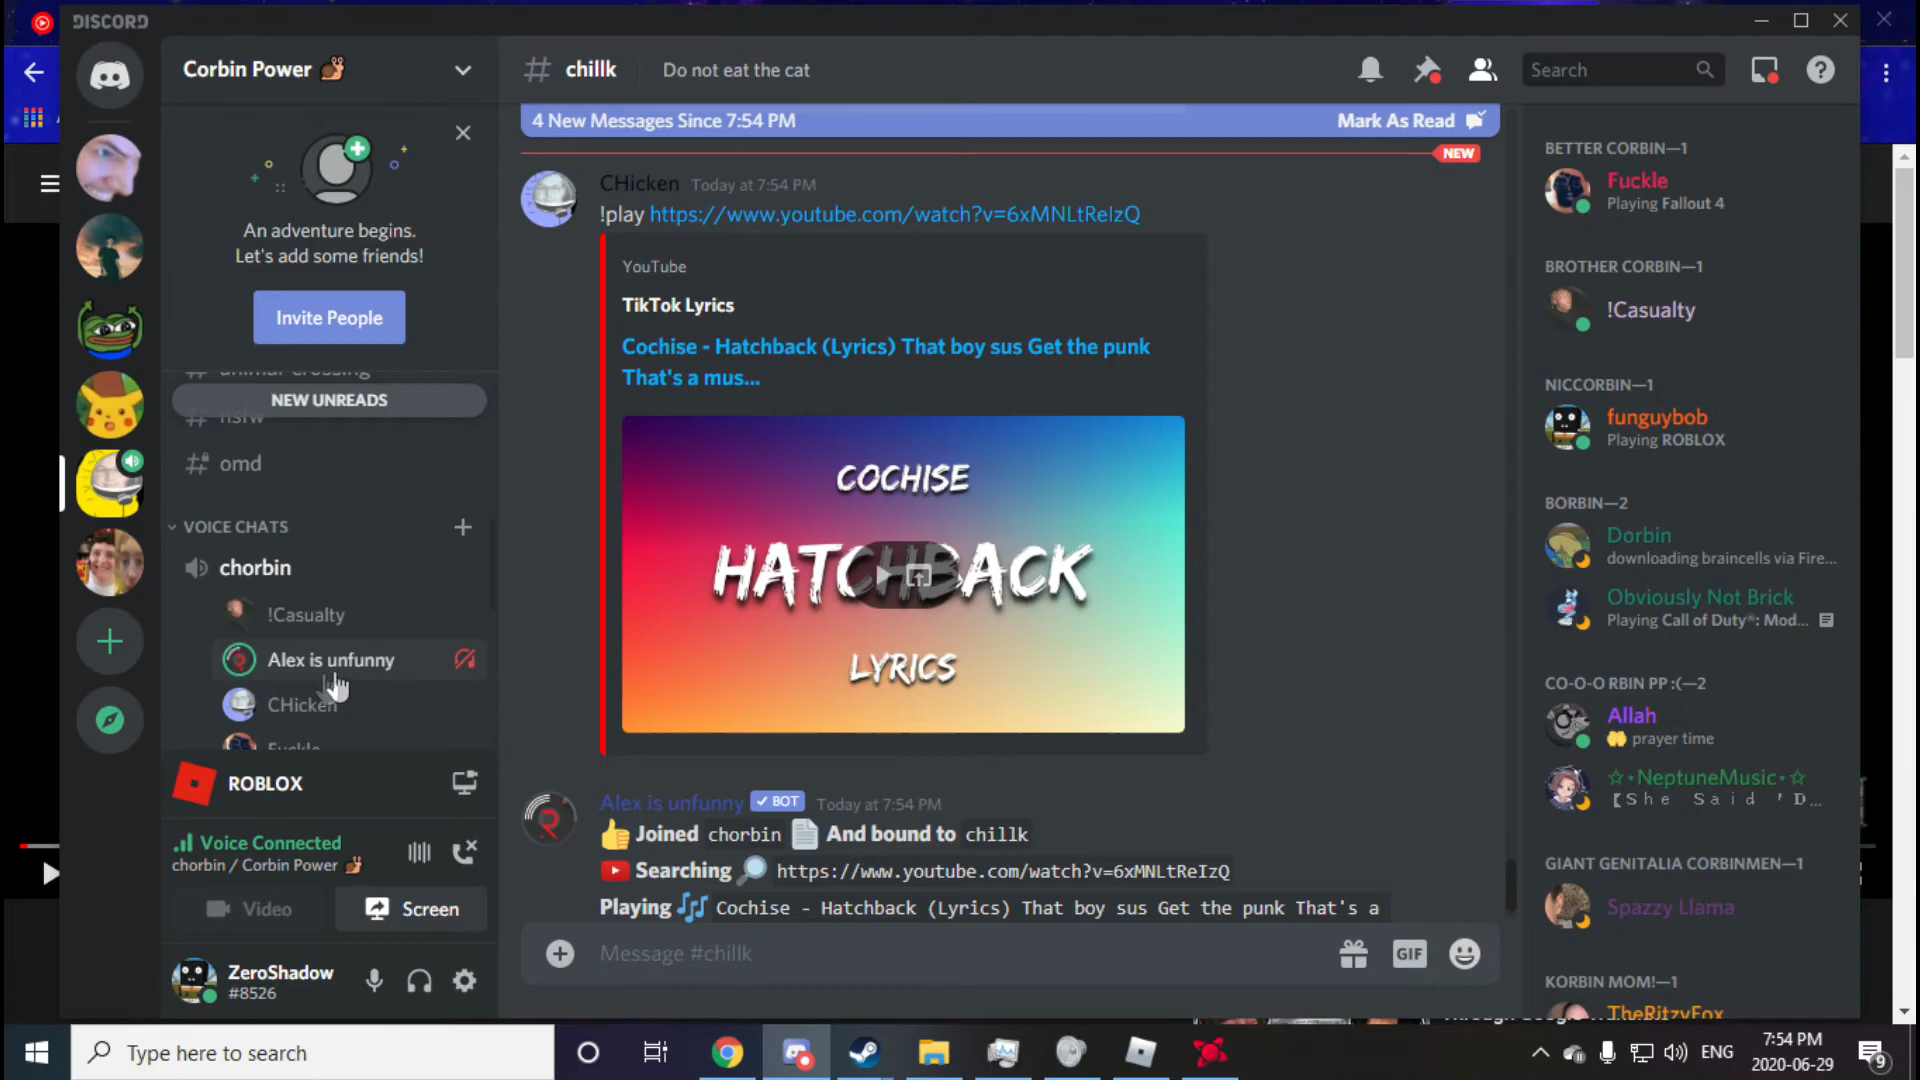 DISCORD
Corbin Power
chillk
Do not eat the cat
Search
4 New Messages Since 7:54 PM
Mark As Read
NEW
An adventure begins.
Let's add some friends!
Invite People
animal-crossing
NEW UNREADS
nsfw
omd
VOICE CHATS
chorbin
!Casualty
Alex is unfunny
CHicken
Fuckle
ROBLOX
Voice Connected
chorbin / Corbin Power
Video
Screen
ZeroShadow
#8526
CHicken Today at 7:54 PM
!play https://www.youtube.com/watch?v=6xMNLtReIzQ
YouTube
TikTok Lyrics
Cochise - Hatchback (Lyrics) That boy sus Get the punk
That's a mus...
COCHISE
HATCHBACK
LYRICS
Alex is unfunny BOT Today at 7:54 PM
Joined chorbin And bound to chillk
Searching https://www.youtube.com/watch?v=6xMNLtReIzQ
Playing Cochise - Hatchback (Lyrics) That boy sus Get the punk That's a
Message #chillk
GIF
BETTER CORBIN—1
Fuckle
Playing Fallout 4
BROTHER CORBIN—1
!Casualty
NICCORBIN—1
funguybob
Playing ROBLOX
BORBIN—2
Dorbin
downloading braincells via Fire...
Obviously Not Brick
Playing Call of Duty®: Mod...
CO-O-O RBIN PP :(—2
Allah
prayer time
☆⋆NeptuneMusic⋆☆
【Ｓｈｅ Ｓａｉｄ ＇Ｄ...
GIANT GENITALIA CORBINMEN—1
Spazzy Llama
KORBIN MOM!—1
TheRitzyFox
Type here to search
ENG
7:54 PM
2020-06-29
9